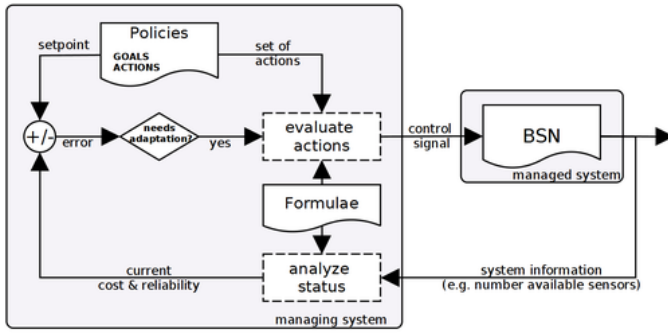 Policies
setpoint
GOALS
ACTIONS
set of
actions
+/-
error
needs
adaptation?
yes
evaluate
actions
control
signal
BSN
managed system
Formulae
current
cost & reliability
analyze
status
system information
(e.g. number available sensors)
managing system